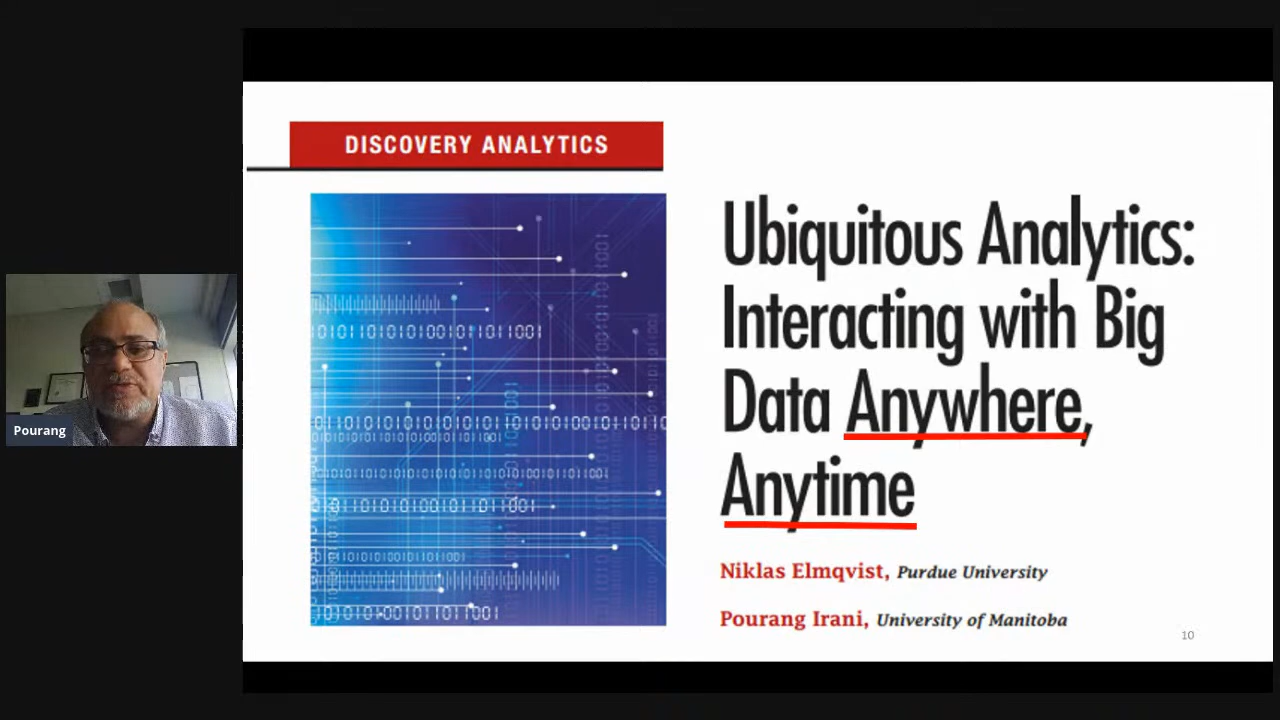 DISCOVERY ANALYTICS
Ubiquitous Analytics:
Interacting with Big
Data Anywhere,
Anytime
Niklas Elmqvist, Purdue University
Pourang Irani, University of Manitoba
10
Pourang